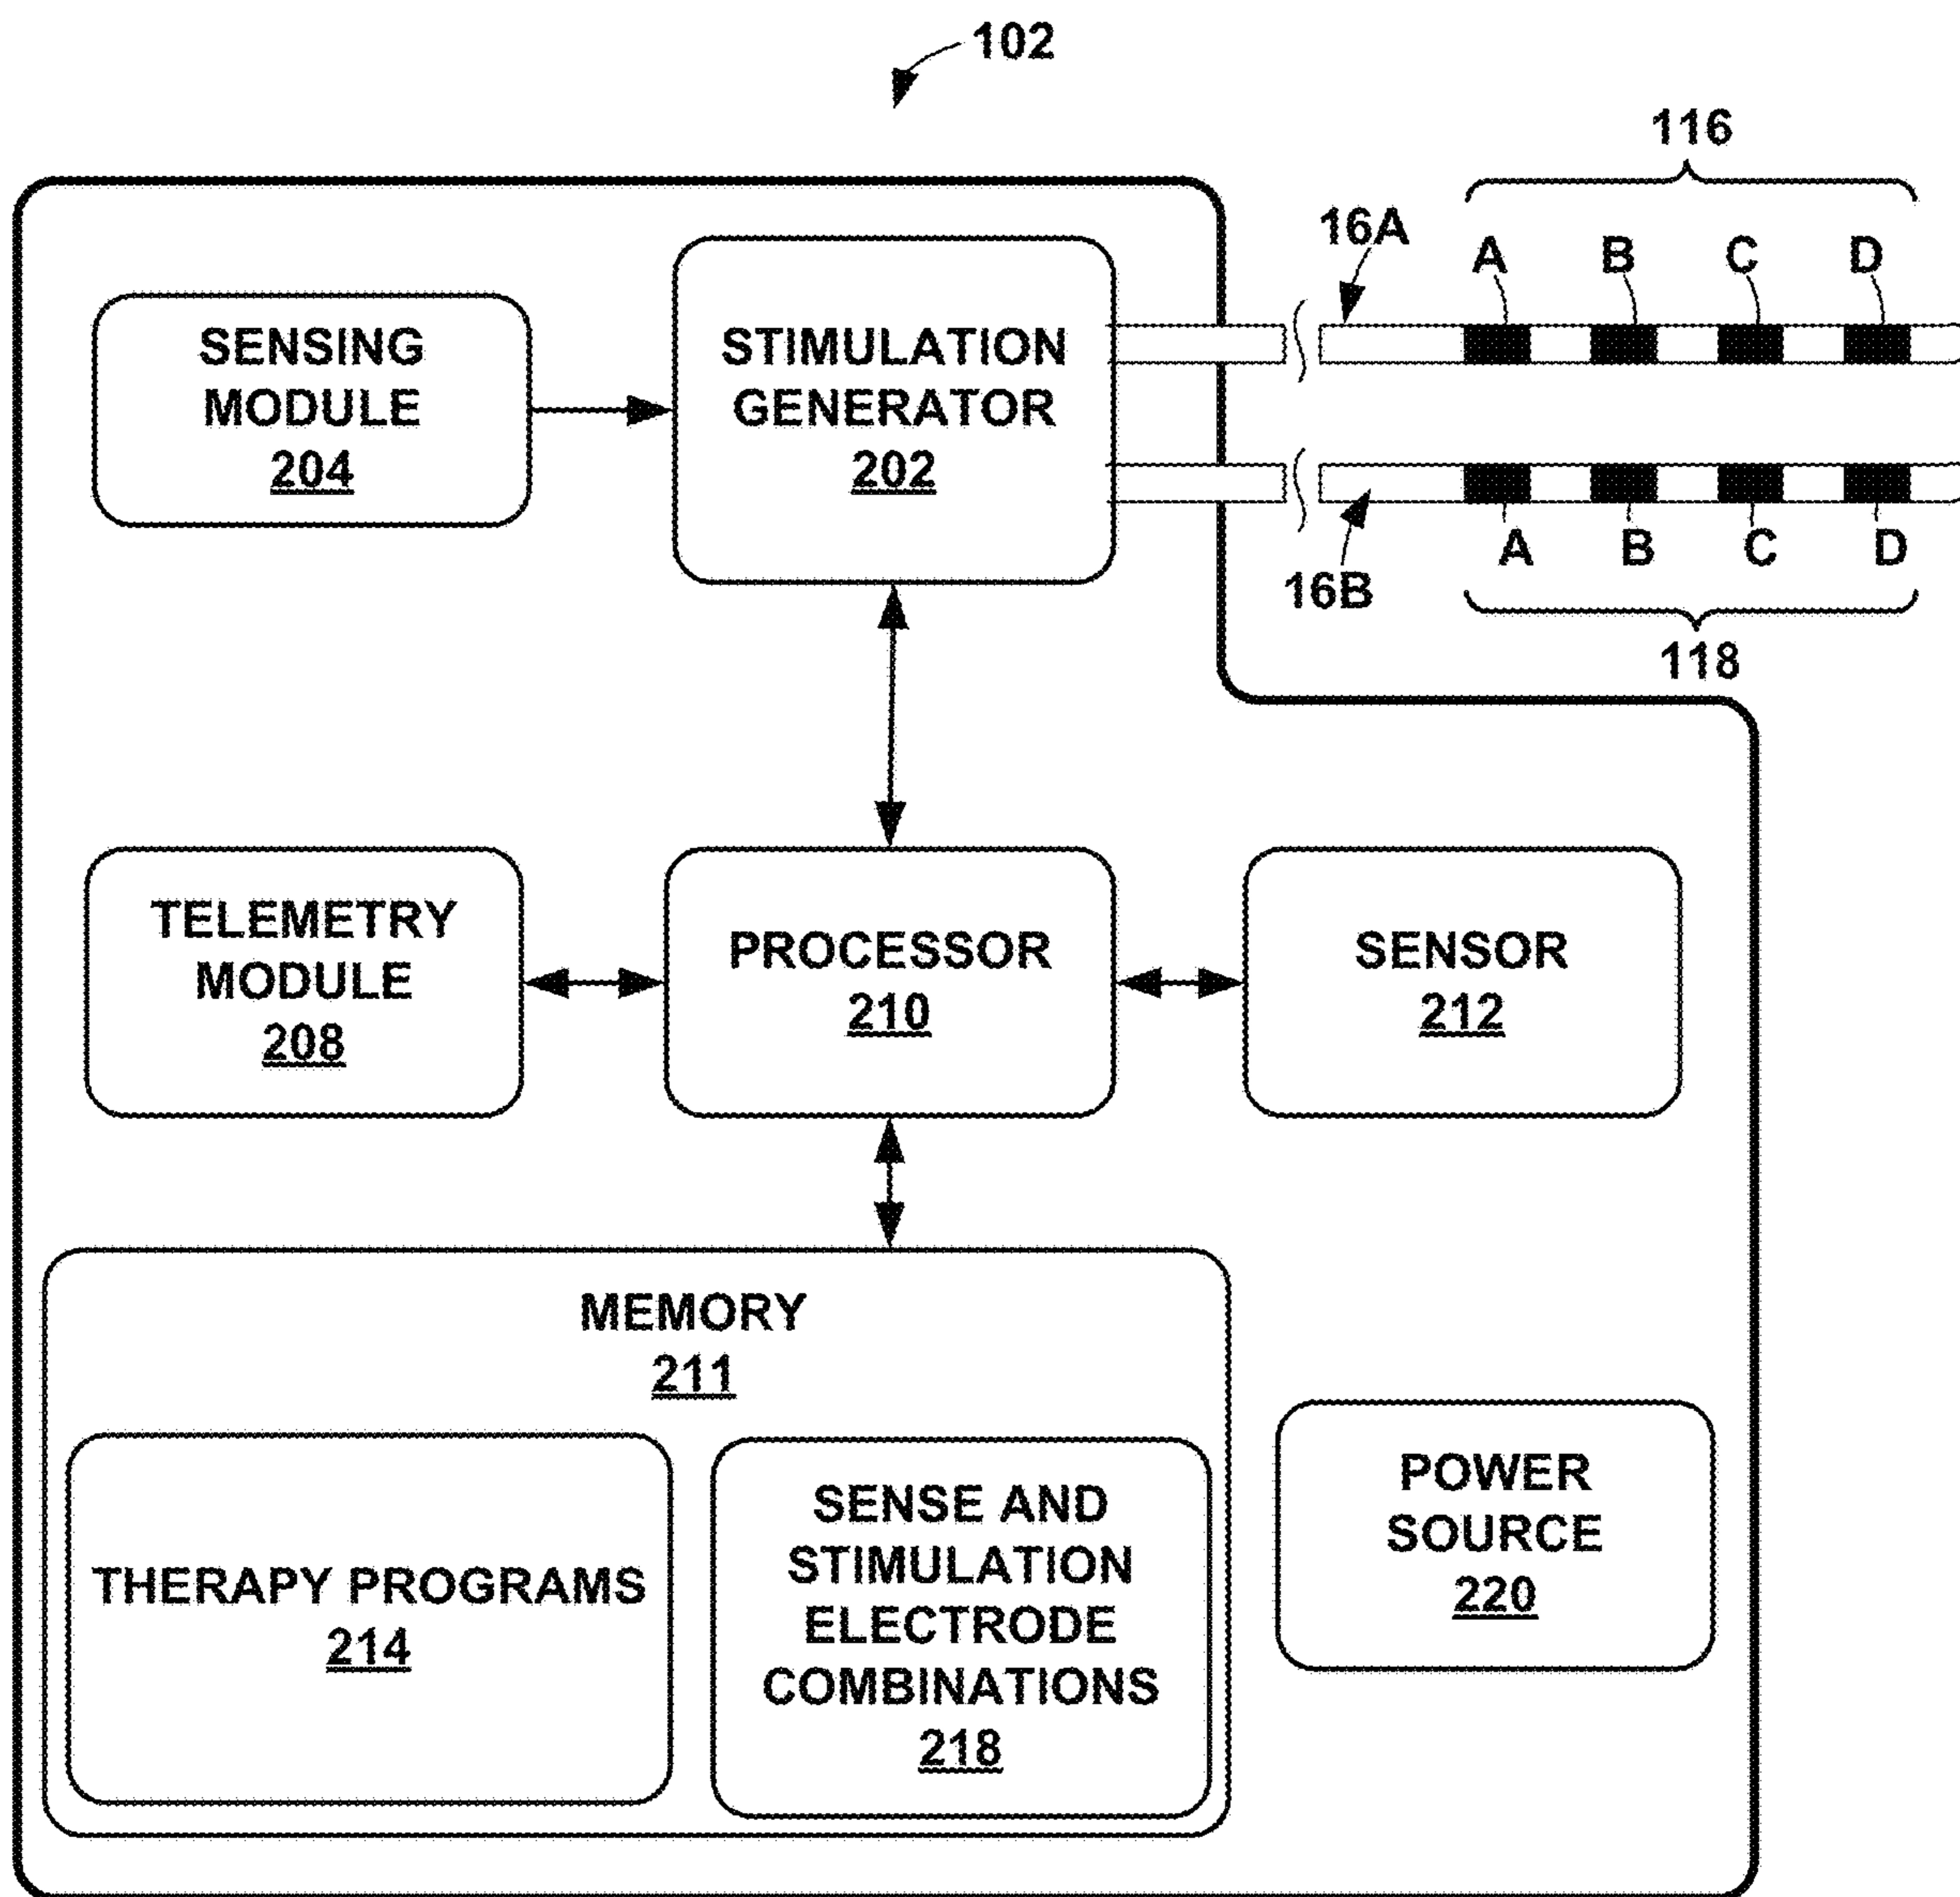 102
116
16A
A B C D
SENSING
MODULE
204
STIMULATION
GENERATOR
202
A B C D
16B
118
TELEMETRY
MODULE
208
PROCESSOR
210
SENSOR
212
MEMORY
211
THERAPY PROGRAMS
214
SENSE AND
STIMULATION
ELECTRODE
COMBINATIONS
218
POWER
SOURCE
220